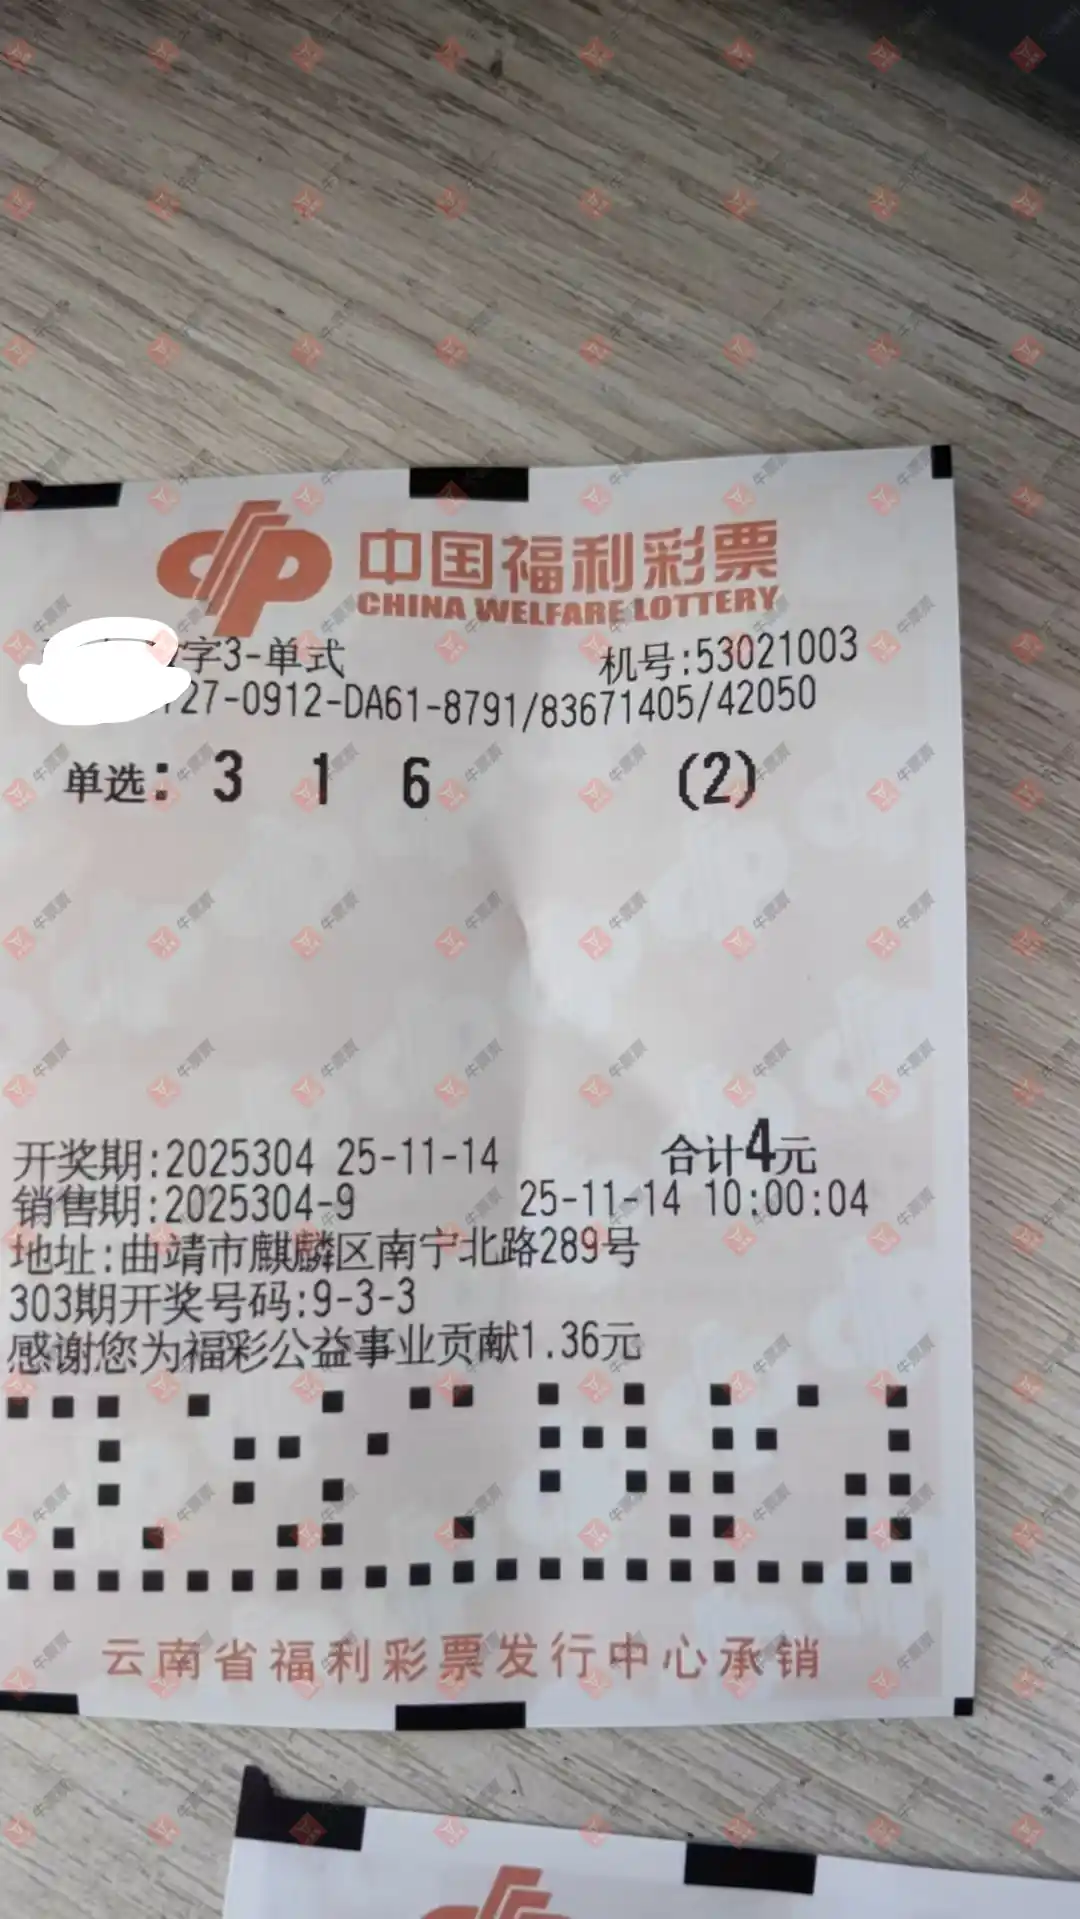 中国福利彩票
CHINA WELFARE LOTTERY
字3-单式 机号:53021003
27-0912-DA61-8791/83671405/42050
单选: 3 1 6 (2)
开奖期:2025304 25-11-14 合计4元
销售期:2025304-9 25-11-14 10:00:04
地址:曲靖市麒麟区南宁北路289号
303期开奖号码:9-3-3
感谢您为福彩公益事业贡献1.36元
云南省福利彩票发行中心承销
牛票票